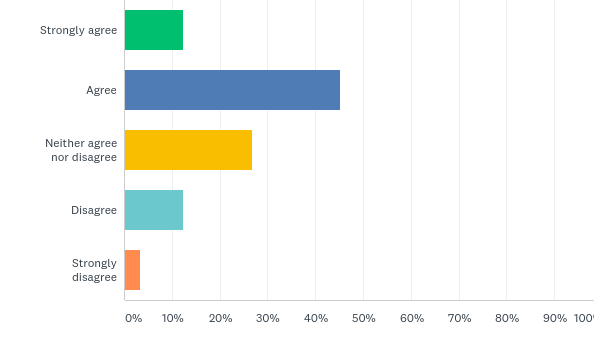 Strongly agree
Agree
Neither agree
nor disagree
Disagree
Strongly
disagree
0% 10% 20% 30% 40% 50% 60% 70% 80% 90% 100%